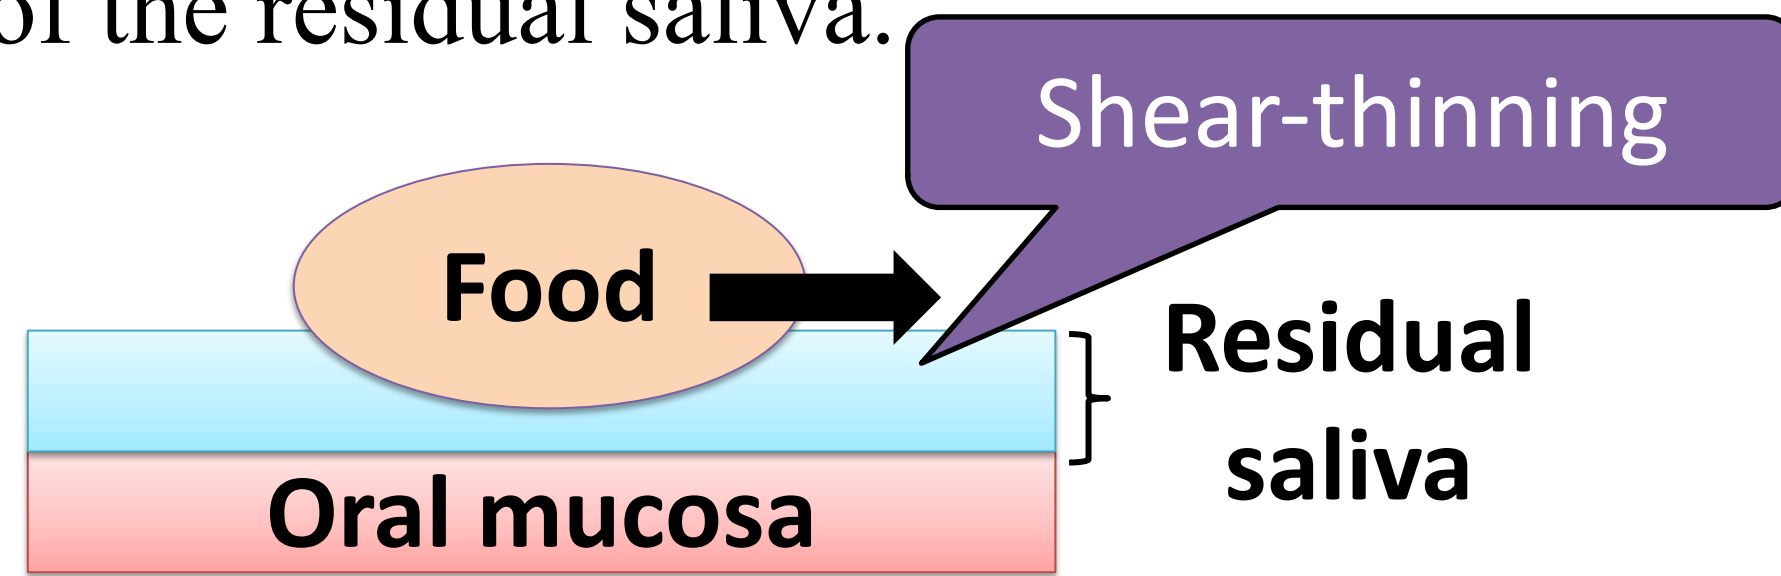 of the residual saliva.
Shear-thinning
Food
Residual
saliva
Oral mucosa